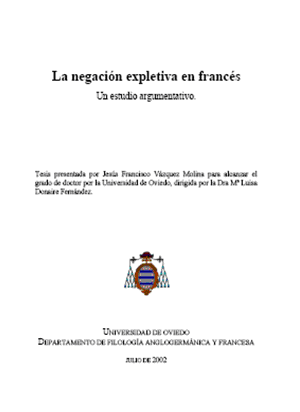 La negación expletiva en francés
Un estudio argumentativo.
Tesis presentada por Jesús Francisco Vázquez Molina para alcanzar el
grado de doctor por la Universidad de Oviedo, dirigida por la Dra Mª Luisa
Donaire Fernández.
UNIVERSIDAD DE OVIEDO
DEPARTAMENTO DE FILOLOGÍA ANGLOGERMÁNICA Y FRANCESA
JULIO DE 2002